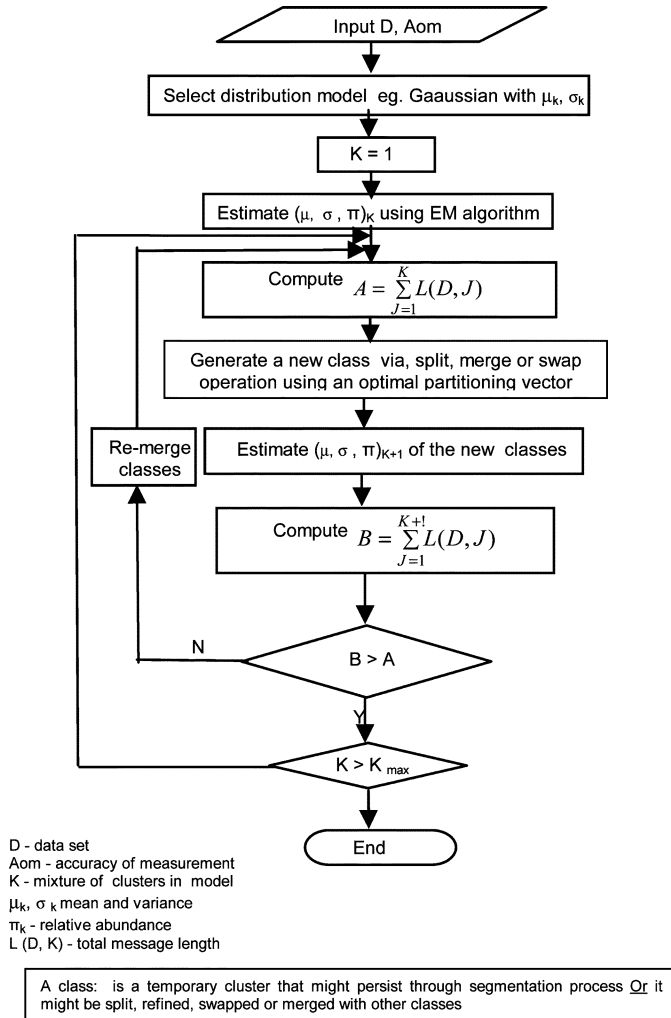 Input D, Aom
Select distribution model eg. Gaaussian with μk, σk
K = 1
Estimate (μ, σ , π)K using EM algorithm
K
Compute A = ∑ L(D, J)
J=1
Generate a new class via, split, merge or swap
operation using an optimal partitioning vector
Re-merge
classes
Estimate (μ, σ , π)K+1 of the new classes
K+!
Compute B = ∑ L(D, J)
J=1
N
B > A
Y
K > K max
End
D - data set
Aom - accuracy of measurement
K - mixture of clusters in model
μk, σ k mean and variance
πk - relative abundance
L (D, K) - total message length
A class: is a temporary cluster that might persist through segmentation process Or it
might be split, refined, swapped or merged with other classes